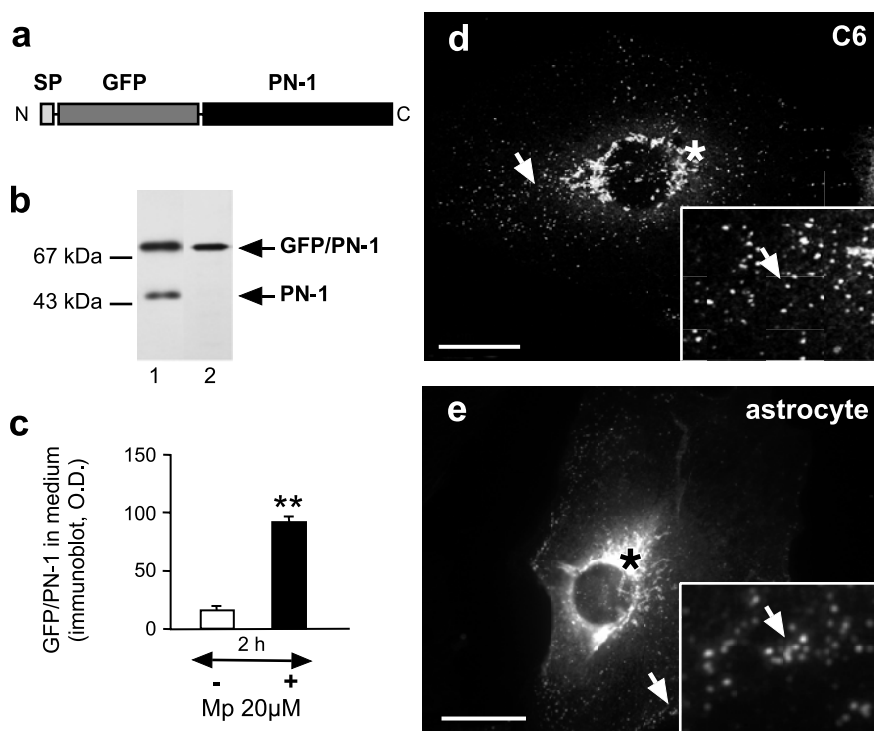 a
SP GFP PN-1
N C
b
67 kDa
43 kDa
GFP/PN-1
PN-1
1 2
c
GFP/PN-1 in medium
(immunoblot, O.D.)
150
100
50
0
**
2 h
- +
Mp 20µM
d C6
*
e astrocyte
*